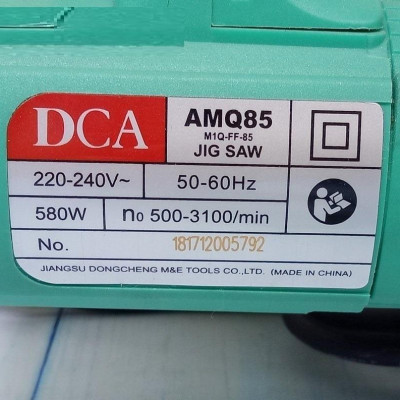 DCA
AMQ85
M1Q-FF-85
JIG SAW
220-240V~
50-60Hz
580W
n₀ 500-3100/min
No.
181712005792
JIANGSU DONGCHENG M&E TOOLS CO.,LTD. (MADE IN CHINA)